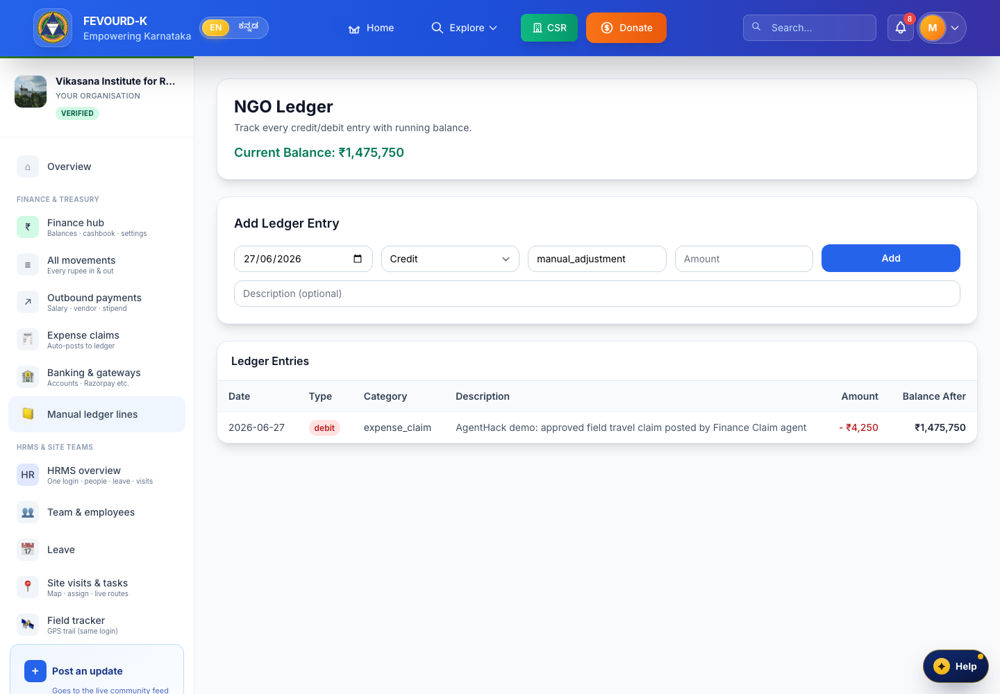 FEVOURD-K
Empowering Karnataka
EN
ಕನ್ನಡ
Home
Explore
CSR
Donate
Search...
8
M
Vikasana Institute for R...
YOUR ORGANISATION
VERIFIED
Overview
FINANCE & TREASURY
₹
Finance hub
Balances · cashbook · settings
All movements
Every rupee in & out
Outbound payments
Salary · vendor · stipend
Expense claims
Auto-posts to ledger
Banking & gateways
Accounts · Razorpay etc.
Manual ledger lines
HRMS & SITE TEAMS
HR
HRMS overview
One login · people · leave · visits
Team & employees
17
Leave
Site visits & tasks
Map · assign · live routes
Field tracker
GPS trail (same login)
+
Post an update
Goes to the live community feed
NGO Ledger
Track every credit/debit entry with running balance.
Current Balance: ₹1,475,750
Add Ledger Entry
27/06/2026
Credit
manual_adjustment
Amount
Add
Description (optional)
Ledger Entries
Date Type Category Description Amount Balance After
2026-06-27 debit expense_claim AgentHack demo: approved field travel claim posted by Finance Claim agent - ₹4,250 ₹1,475,750
Help